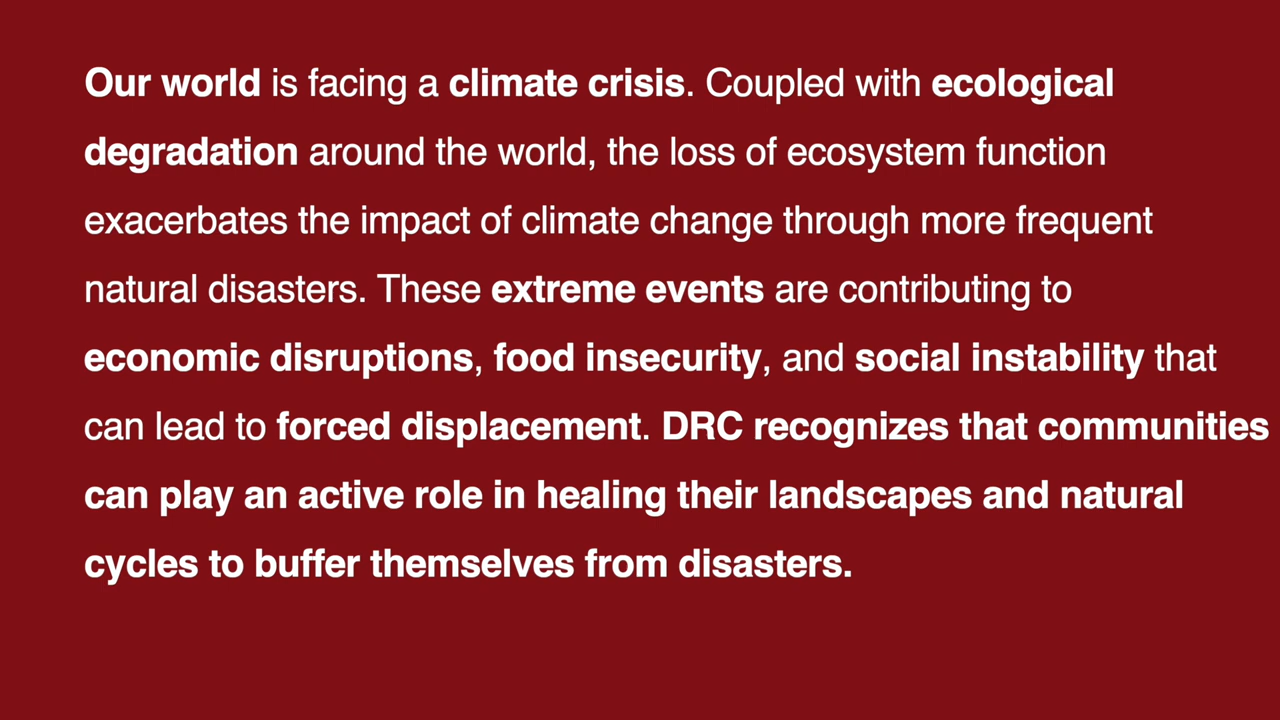 Our world is facing a climate crisis. Coupled with ecological
degradation around the world, the loss of ecosystem function
exacerbates the impact of climate change through more frequent
natural disasters. These extreme events are contributing to
economic disruptions, food insecurity, and social instability that
can lead to forced displacement. DRC recognizes that communities
can play an active role in healing their landscapes and natural
cycles to buffer themselves from disasters.